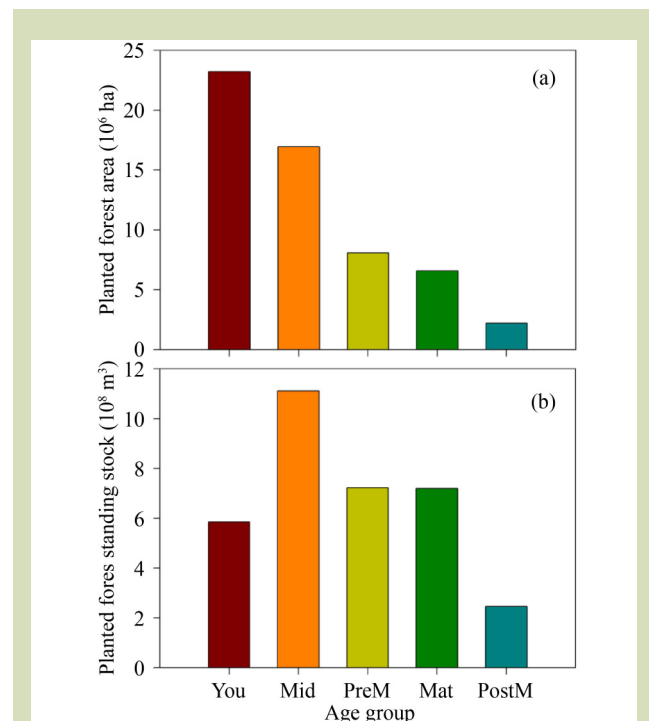 (a)
Planted forest area (10⁶ ha)
25
20
15
10
5
0
(b)
Planted fores standing stock (10⁸ m³)
12
10
8
6
4
2
0
You Mid PreM Mat PostM
Age group